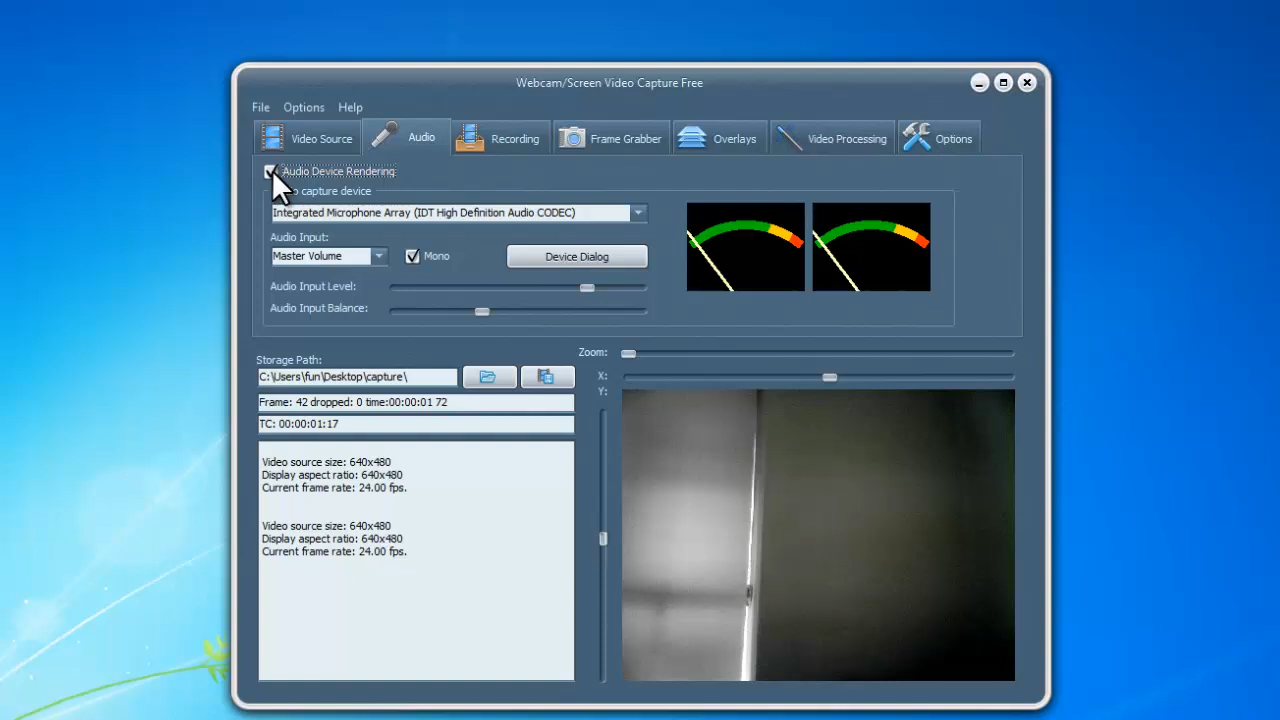 Webcam/Screen Video Capture Free
File Options Help
Video Source Audio Recording Frame Grabber Overlays Video Processing Options
Audio Device Rendering
capture device
Integrated Microphone Array (IDT High Definition Audio CODEC)
Audio Input:
Master Volume Mono Device Dialog
Audio Input Level:
Audio Input Balance:
Storage Path: Zoom:
C:\Users\fun\Desktop\capture\ X:
Y:
Frame: 42 dropped: 0 time:00:00:01 72
TC: 00:00:01:17
Video source size: 640x480
Display aspect ratio: 640x480
Current frame rate: 24.00 fps.
Video source size: 640x480
Display aspect ratio: 640x480
Current frame rate: 24.00 fps.